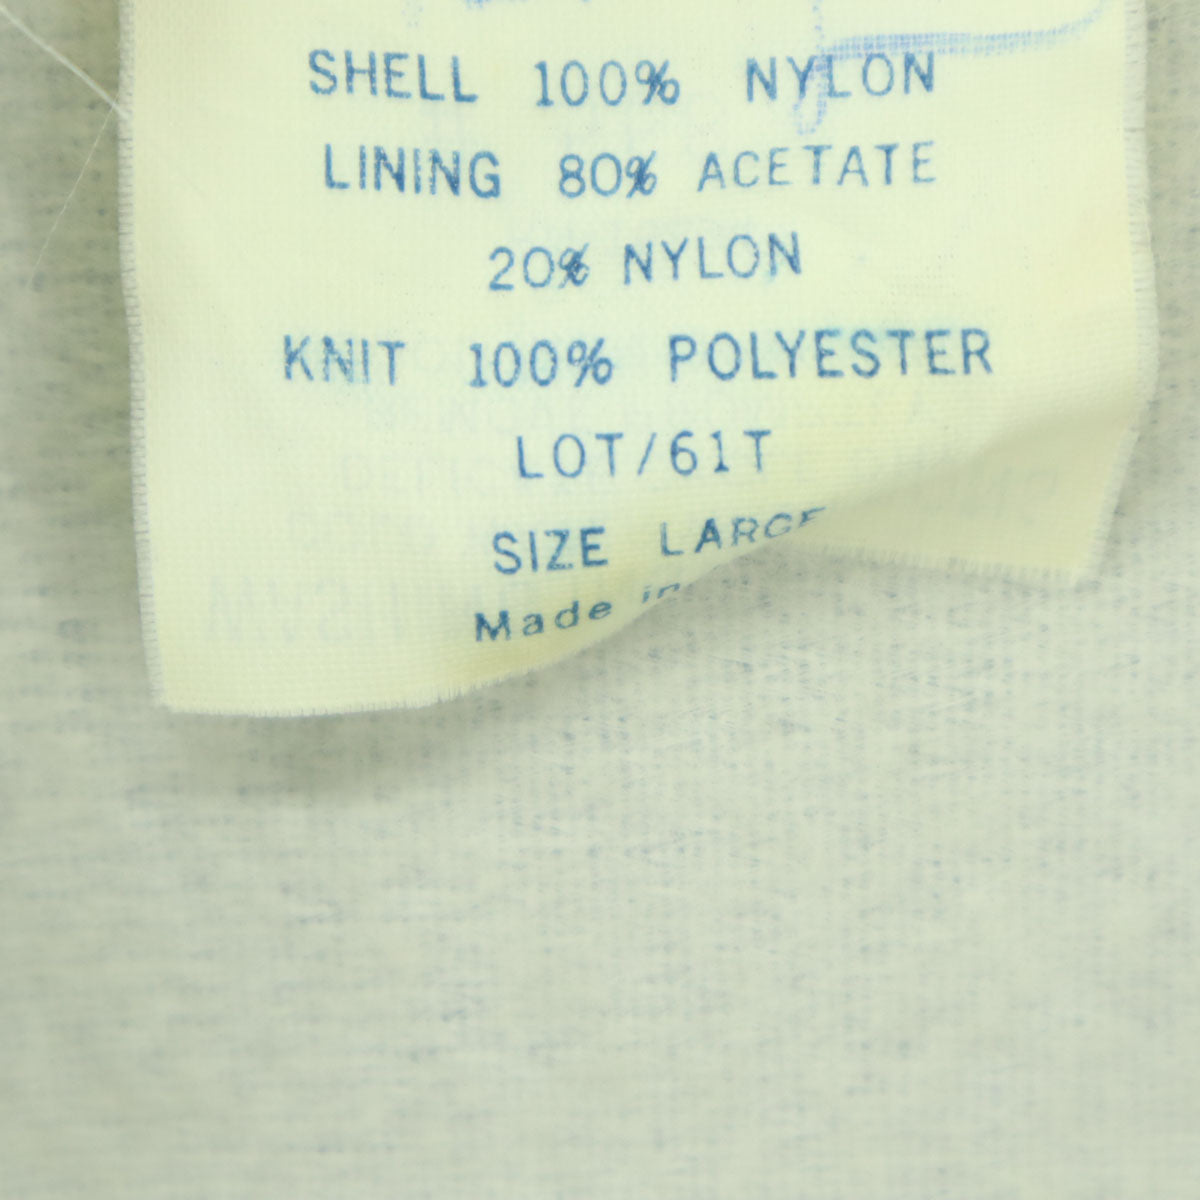 SHELL 100% NYLON
LINING 80% ACETATE
20% NYLON
KNIT 100% POLYESTER
LOT/61T
SIZE LARGE
Made in